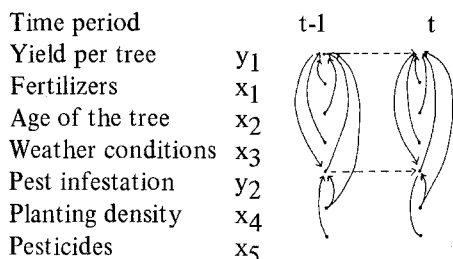 Time period t-1 t
Yield per tree y1
Fertilizers x1
Age of the tree x2
Weather conditions x3
Pest infestation y2
Planting density x4
Pesticides x5